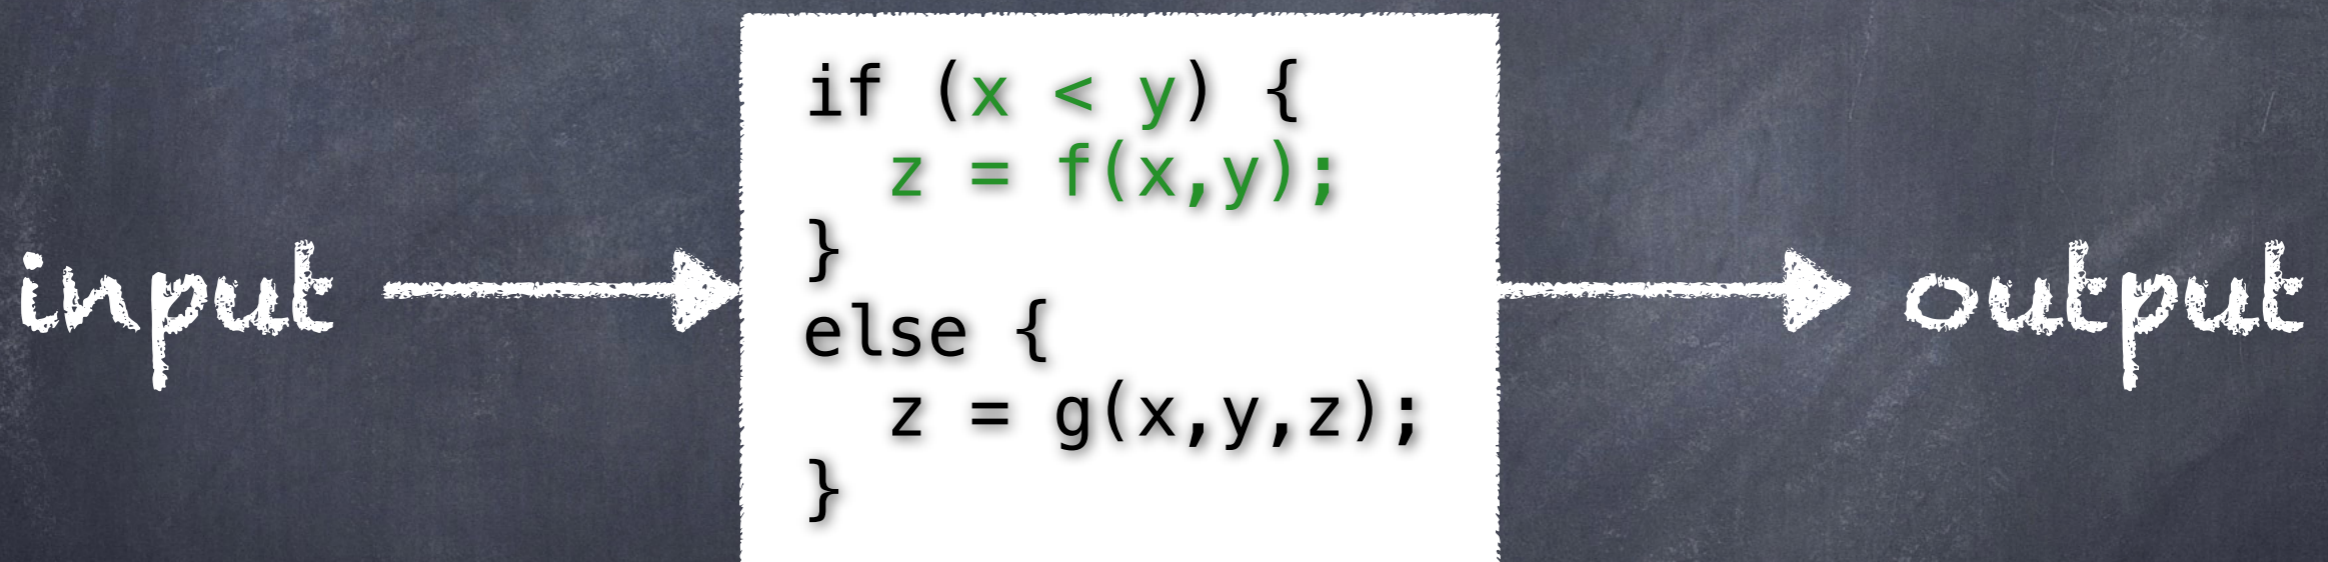 input
if (x < y) {
  z = f(x,y);
}
else {
  z = g(x,y,z);
}
output